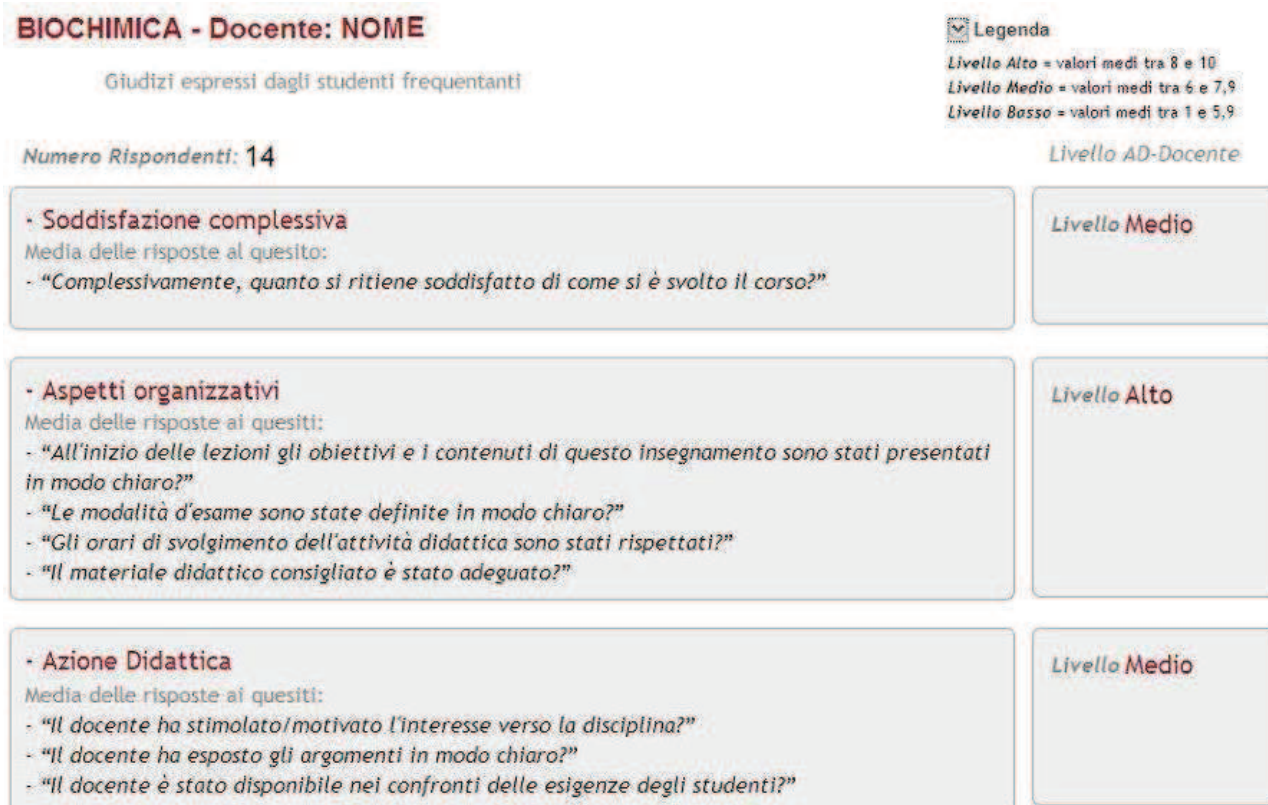 BIOCHIMICA - Docente: NOME
Legenda
Giudizi espressi dagli studenti frequentanti
Livello Alto = valori medi tra 8 e 10
Livello Medio = valori medi tra 6 e 7,9
Livello Basso = valori medi tra 1 e 5,9
Numero Rispondenti: 14
Livello AD-Docente
- Soddisfazione complessiva
Livello Medio
Media delle risposte al quesito:
- “Complessivamente, quanto si ritiene soddisfatto di come si è svolto il corso?”
- Aspetti organizzativi
Livello Alto
Media delle risposte ai quesiti:
- “All'inizio delle lezioni gli obiettivi e i contenuti di questo insegnamento sono stati presentati
in modo chiaro?”
- “Le modalità d'esame sono state definite in modo chiaro?”
- “Gli orari di svolgimento dell'attività didattica sono stati rispettati?”
- “Il materiale didattico consigliato è stato adeguato?”
- Azione Didattica
Livello Medio
Media delle risposte ai quesiti:
- “Il docente ha stimolato/motivato l'interesse verso la disciplina?”
- “Il docente ha esposto gli argomenti in modo chiaro?”
- “Il docente è stato disponibile nei confronti delle esigenze degli studenti?”